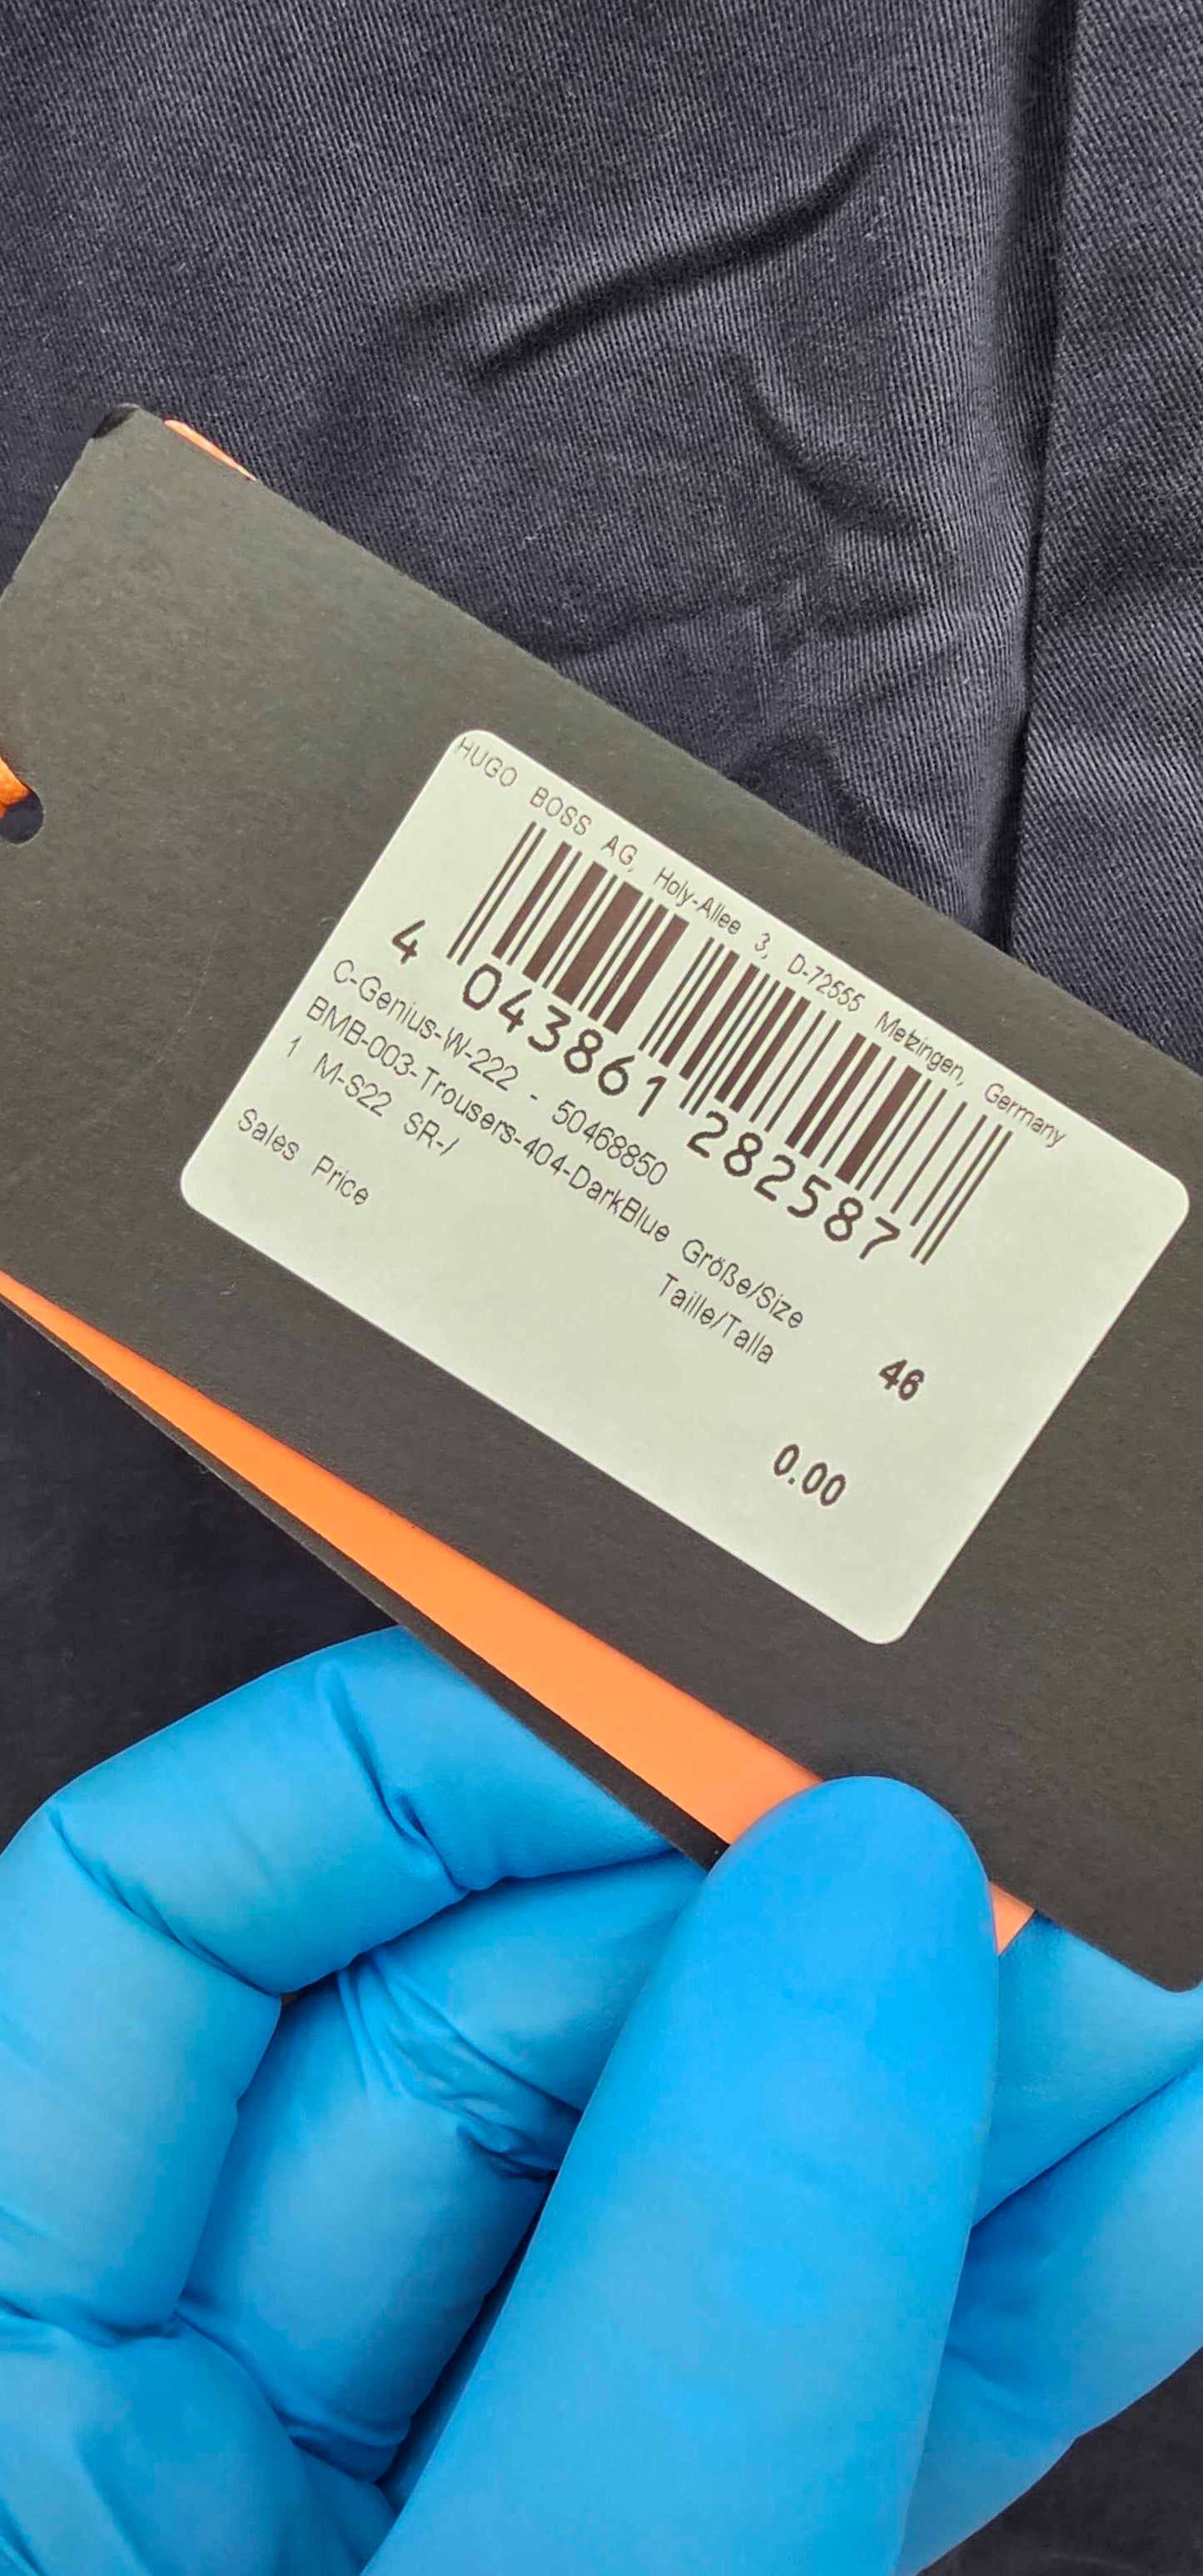 HUGO BOSS AG, Holy-Allee 3, D-72555 Metzingen, Germany
4 043861 282587
C-Genius-W-222 - 50468850
BMB-003-Trousers-404-DarkBlue Größe/Size
1 M-S22 SR-/ Taille/Talla 46
Sales Price 0.00